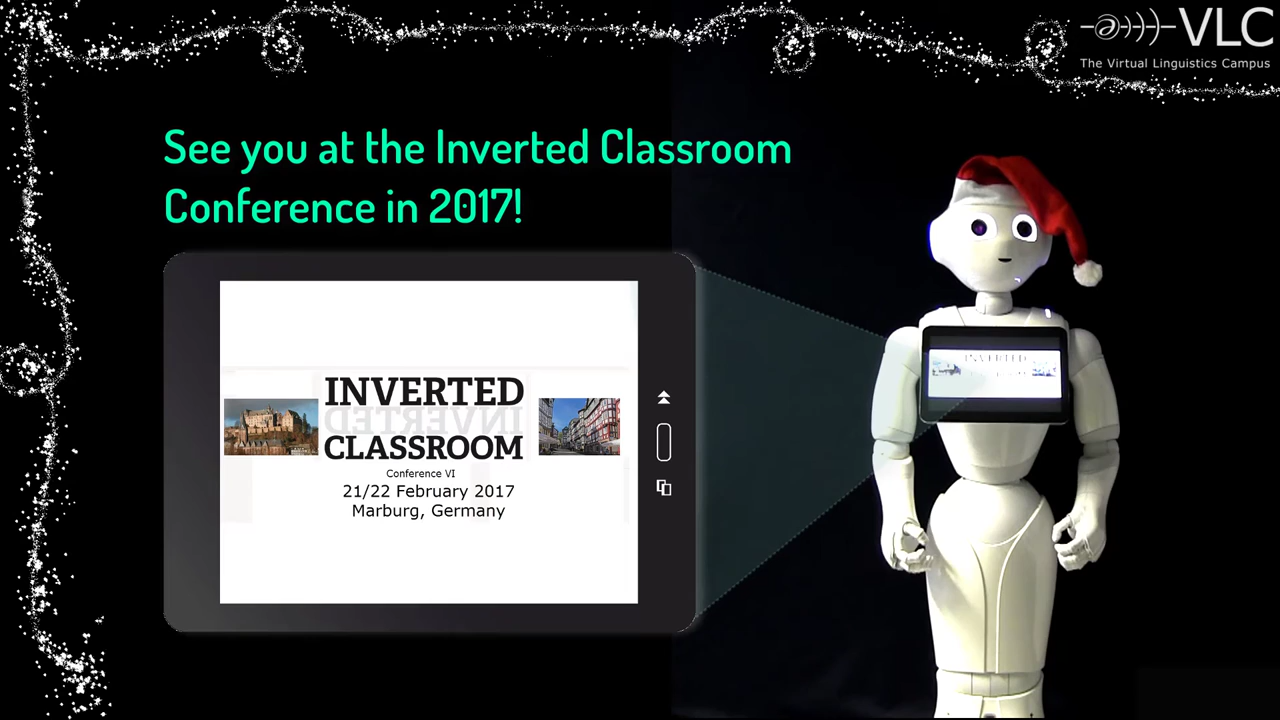 VLC
The Virtual Linguistics Campus
See you at the Inverted Classroom
Conference in 2017!
INVERTED
CLASSROOM
Conference VI
21/22 February 2017
Marburg, Germany
INVERTED